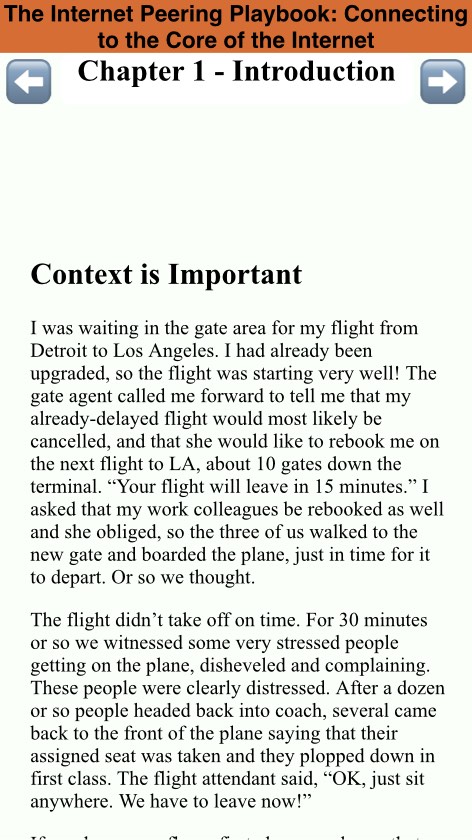 The Internet Peering Playbook: Connecting
to the Core of the Internet
Chapter 1 - Introduction
Context is Important
I was waiting in the gate area for my flight from
Detroit to Los Angeles. I had already been
upgraded, so the flight was starting very well! The
gate agent called me forward to tell me that my
already-delayed flight would most likely be
cancelled, and that she would like to rebook me on
the next flight to LA, about 10 gates down the
terminal. “Your flight will leave in 15 minutes.” I
asked that my work colleagues be rebooked as well
and she obliged, so the three of us walked to the
new gate and boarded the plane, just in time for it
to depart. Or so we thought.
The flight didn’t take off on time. For 30 minutes
or so we witnessed some very stressed people
getting on the plane, disheveled and complaining.
These people were clearly distressed. After a dozen
or so people headed back into coach, several came
back to the front of the plane saying that their
assigned seat was taken and they plopped down in
first class. The flight attendant said, “OK, just sit
anywhere. We have to leave now!”